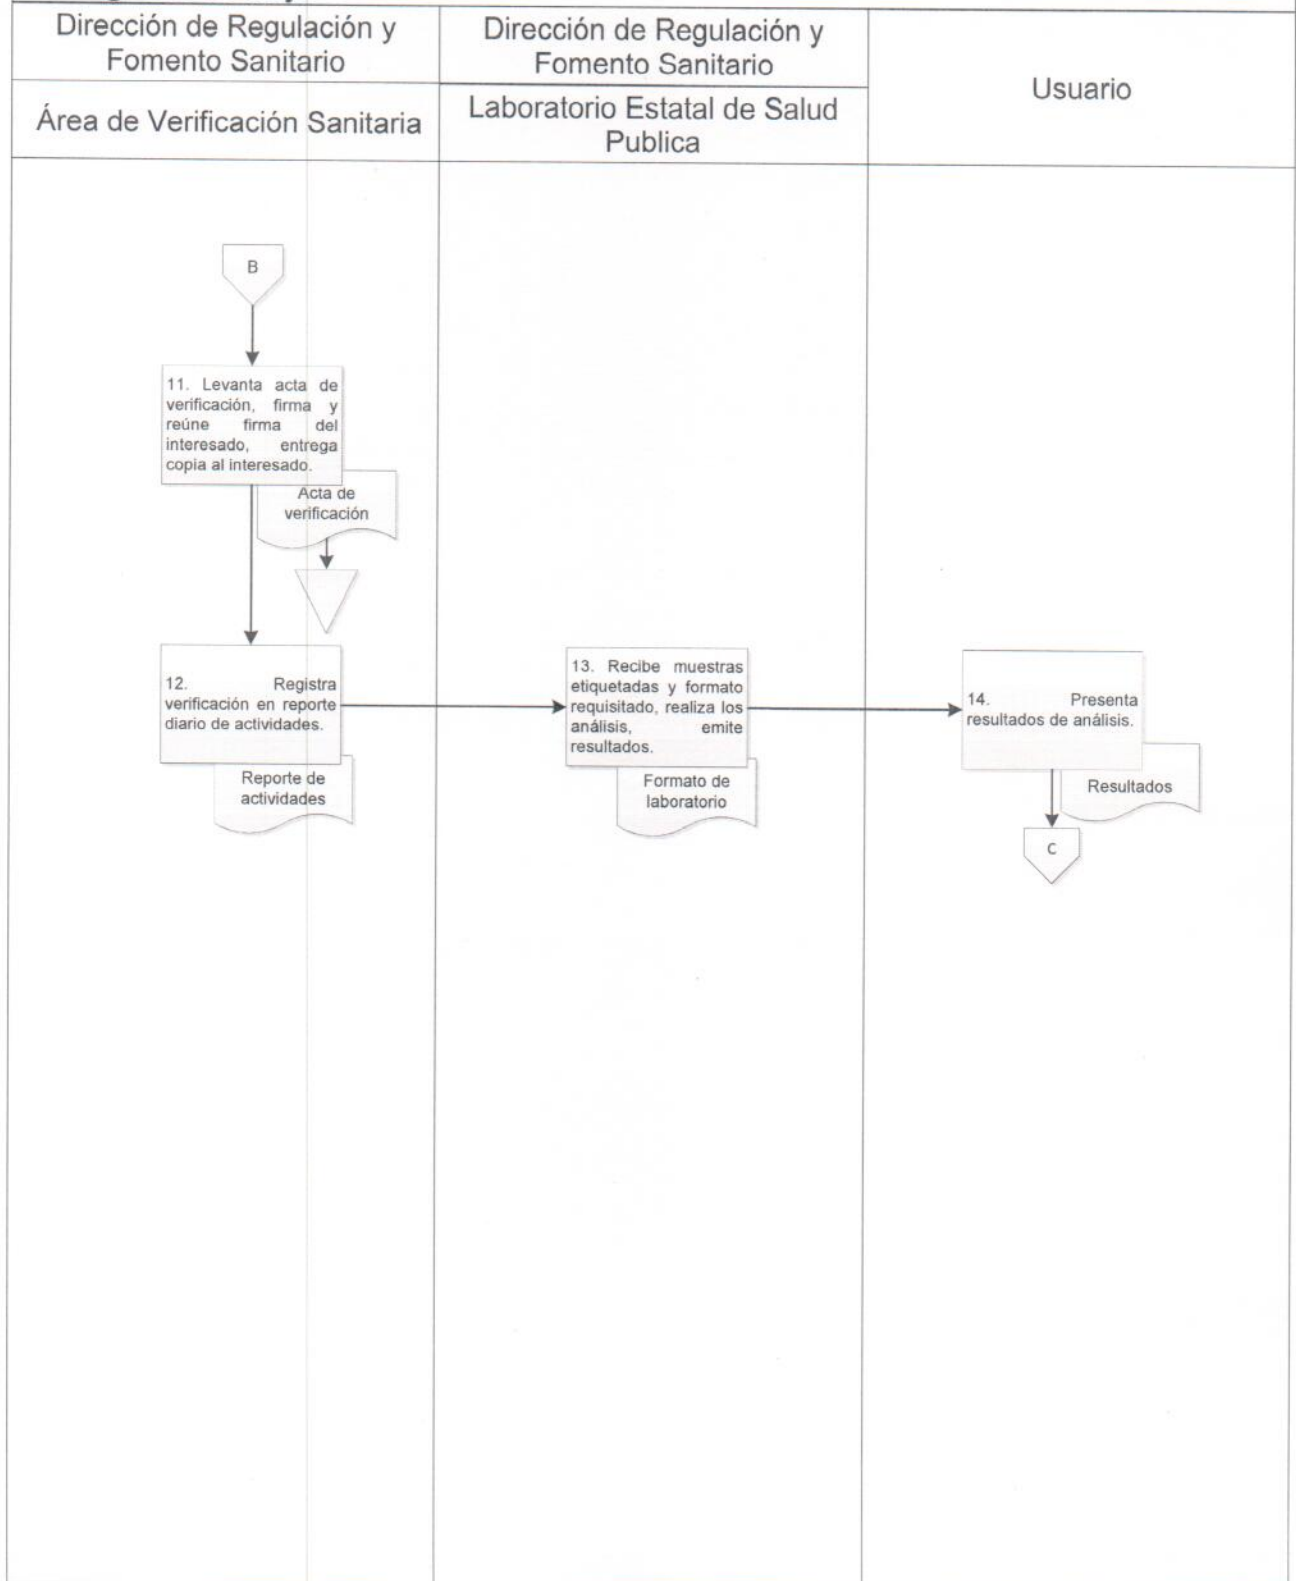 Dirección de Regulación y
Fomento Sanitario
Área de Verificación Sanitaria
Dirección de Regulación y
Fomento Sanitario
Laboratorio Estatal de Salud
Publica
Usuario
B
11. Levanta acta de
verificación, firma y
reúne firma del
interesado, entrega
copia al interesado.
Acta de
verificación
12. Registra
verificación en reporte
diario de actividades.
Reporte de
actividades
13. Recibe muestras
etiquetadas y formato
requisitado, realiza los
análisis, emite
resultados.
Formato de
laboratorio
14. Presenta
resultados de análisis.
Resultados
C